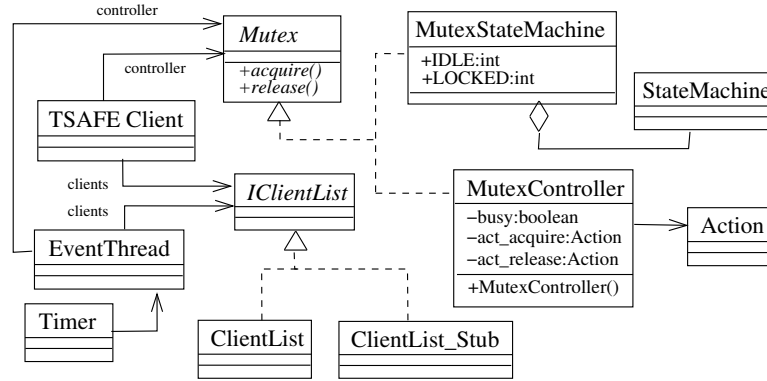 controller
Mutex
+acquire()
+release()
controller
MutexStateMachine
+IDLE:int
+LOCKED:int
StateMachine
TSAFE Client
clients
IClientList
clients
MutexController
−busy:boolean
−act_acquire:Action
−act_release:Action
+MutexController()
Action
EventThread
Timer
ClientList
ClientList_Stub